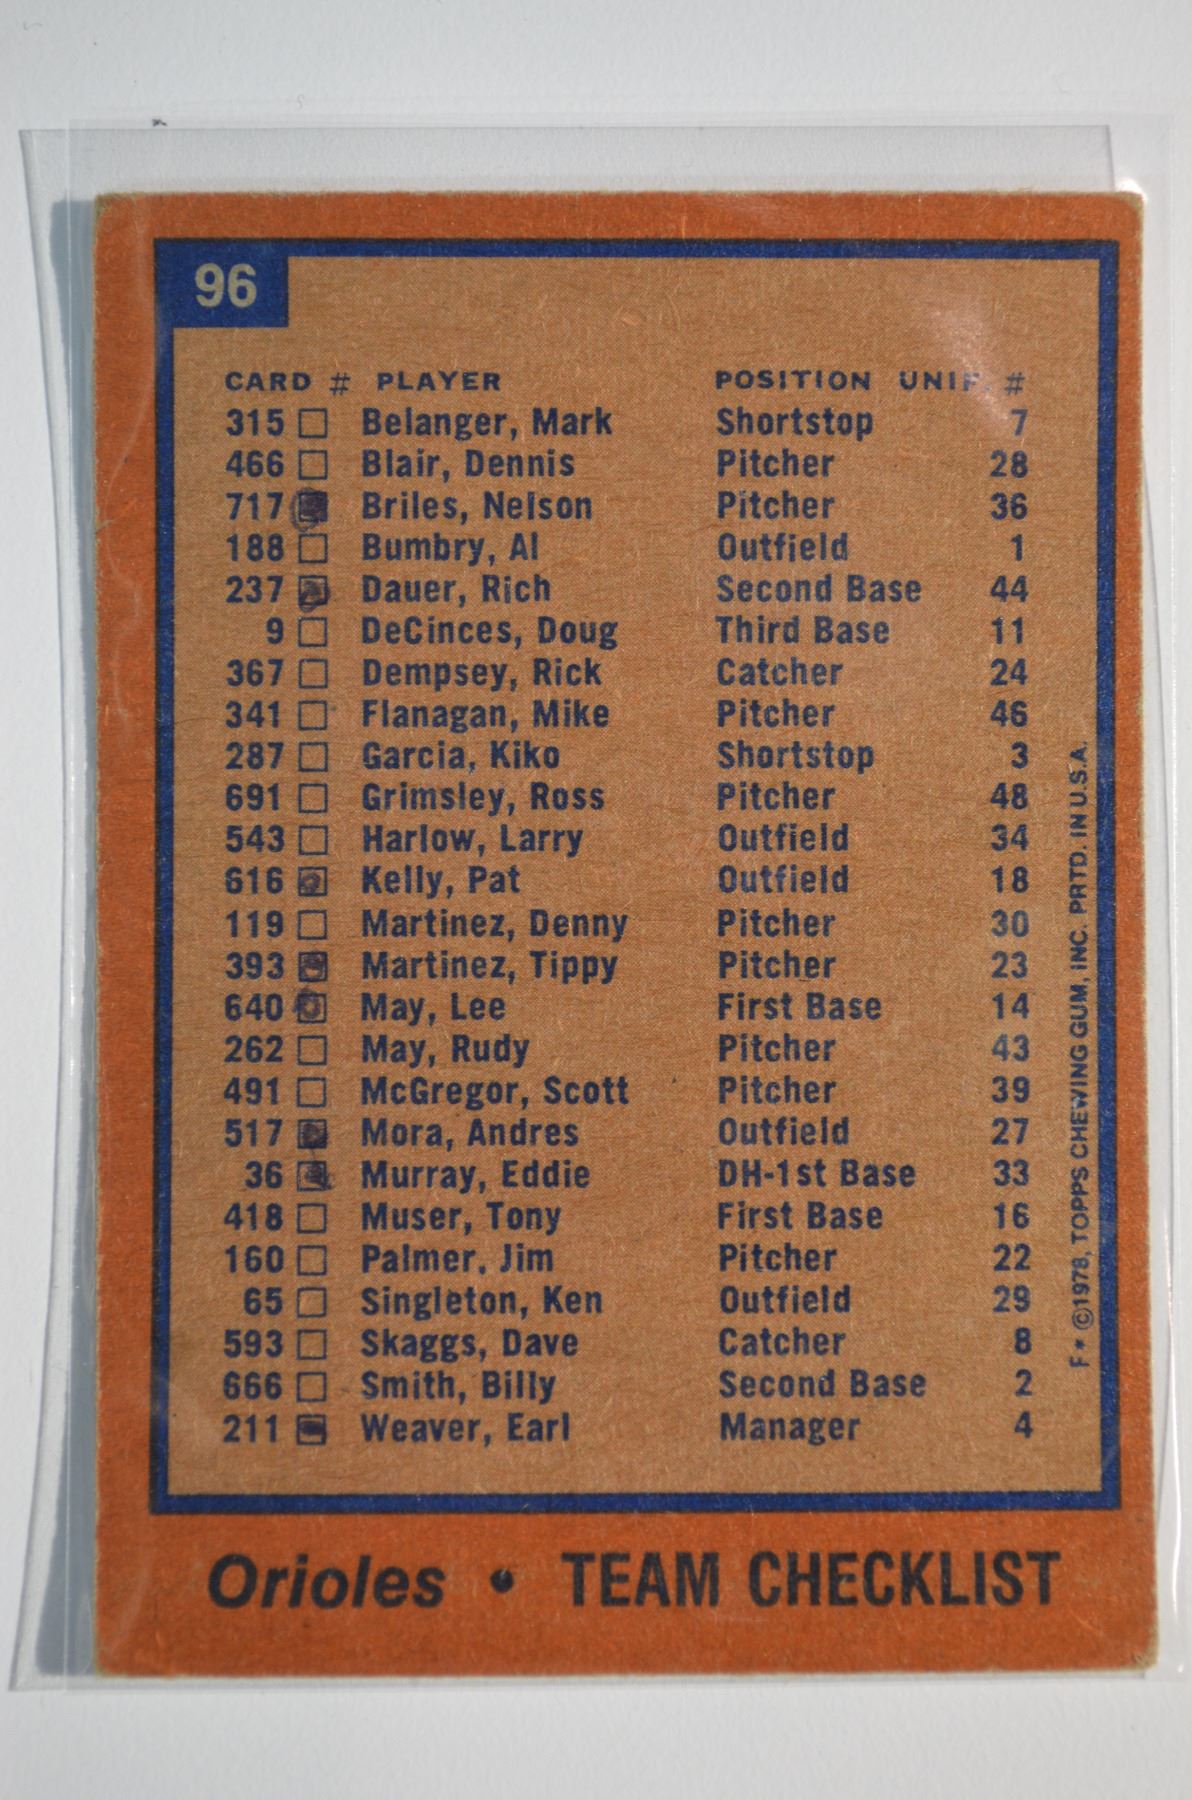 96
CARD # PLAYER POSITION UNIF. #
315 Belanger, Mark Shortstop 7
466 Blair, Dennis Pitcher 28
717 Briles, Nelson Pitcher 36
188 Bumbry, Al Outfield 1
237 Dauer, Rich Second Base 44
9 DeCinces, Doug Third Base 11
367 Dempsey, Rick Catcher 24
341 Flanagan, Mike Pitcher 46
287 Garcia, Kiko Shortstop 3
691 Grimsley, Ross Pitcher 48
543 Harlow, Larry Outfield 34
616 Kelly, Pat Outfield 18
119 Martinez, Denny Pitcher 30
393 Martinez, Tippy Pitcher 23
640 May, Lee First Base 14
262 May, Rudy Pitcher 43
491 McGregor, Scott Pitcher 39
517 Mora, Andres Outfield 27
36 Murray, Eddie DH-1st Base 33
418 Muser, Tony First Base 16
160 Palmer, Jim Pitcher 22
65 Singleton, Ken Outfield 29
593 Skaggs, Dave Catcher 8
666 Smith, Billy Second Base 2
211 Weaver, Earl Manager 4
F* ©1978, TOPPS CHEWING GUM, INC. PRTD. IN U.S.A.
Orioles • TEAM CHECKLIST